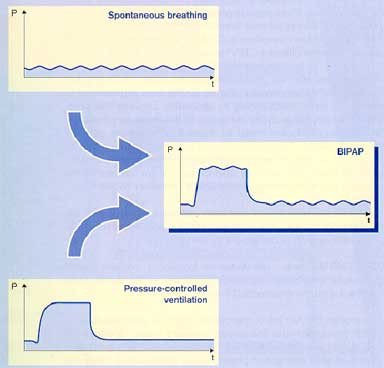 P
Spontaneous breathing
t
P
BIPAP
t
P
Pressure-controlled
ventilation
t